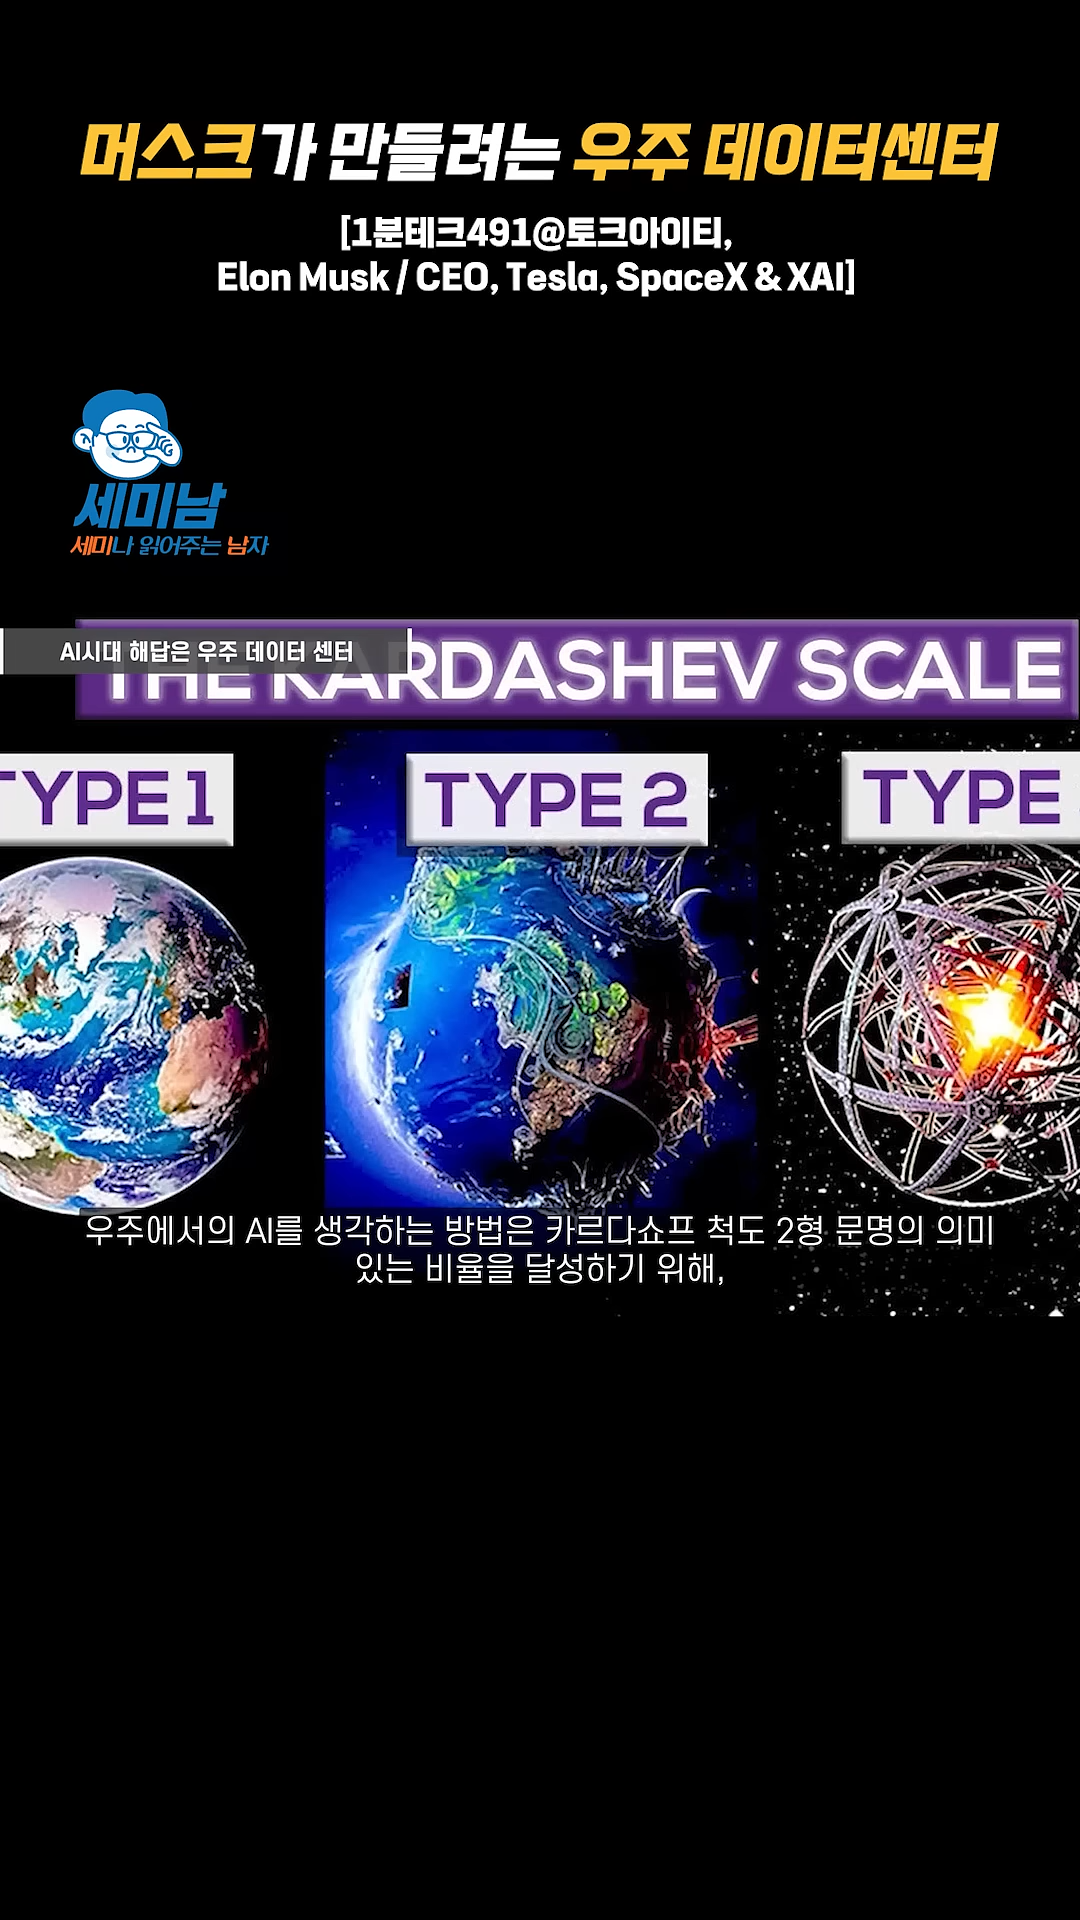 머스크가 만들려는 우주 데이터센터
[1분테크491@토크아이티,
Elon Musk / CEO, Tesla, SpaceX & XAI]
세미남
세미나 읽어주는 남자
AI시대 해답은 우주 데이터 센터
THE KARDASHEV SCALE
TYPE 1
TYPE 2
TYPE
우주에서의 AI를 생각하는 방법은 카르다쇼프 척도 2형 문명의 의미
있는 비율을 달성하기 위해,